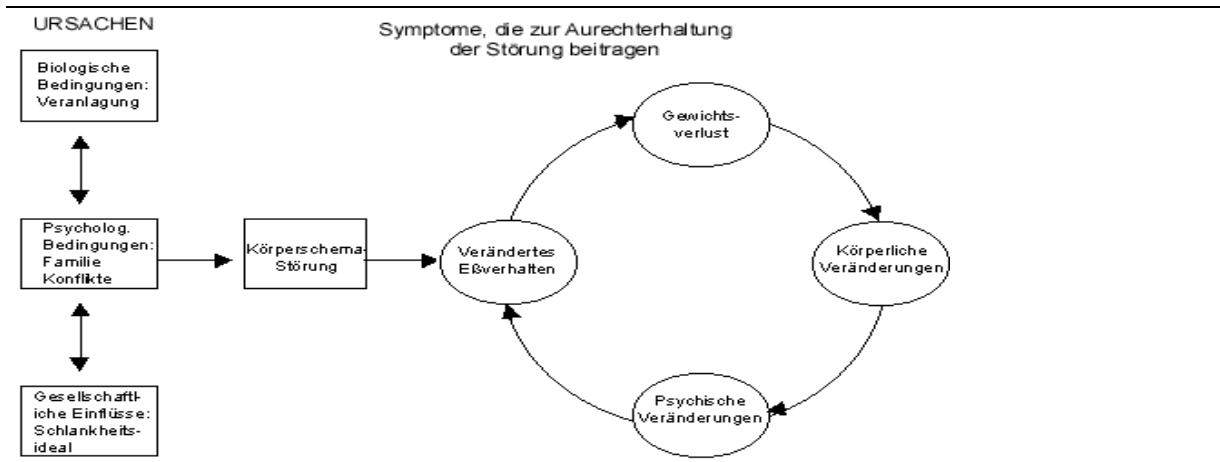 URSACHEN
Symptome, die zur Aurechterhaltung
der Störung beitragen
Biologische
Bedingungen:
Veranlagung
Psycholog.
Bedingungen:
Familie
Konflikte
Gesellschaftl-
iche Einflüsse:
Schlankheits-
ideal
Körperschema-
Störung
Verändertes
Eßverhalten
Gewichts-
verlust
Körperliche
Veränderungen
Psychische
Veränderungen